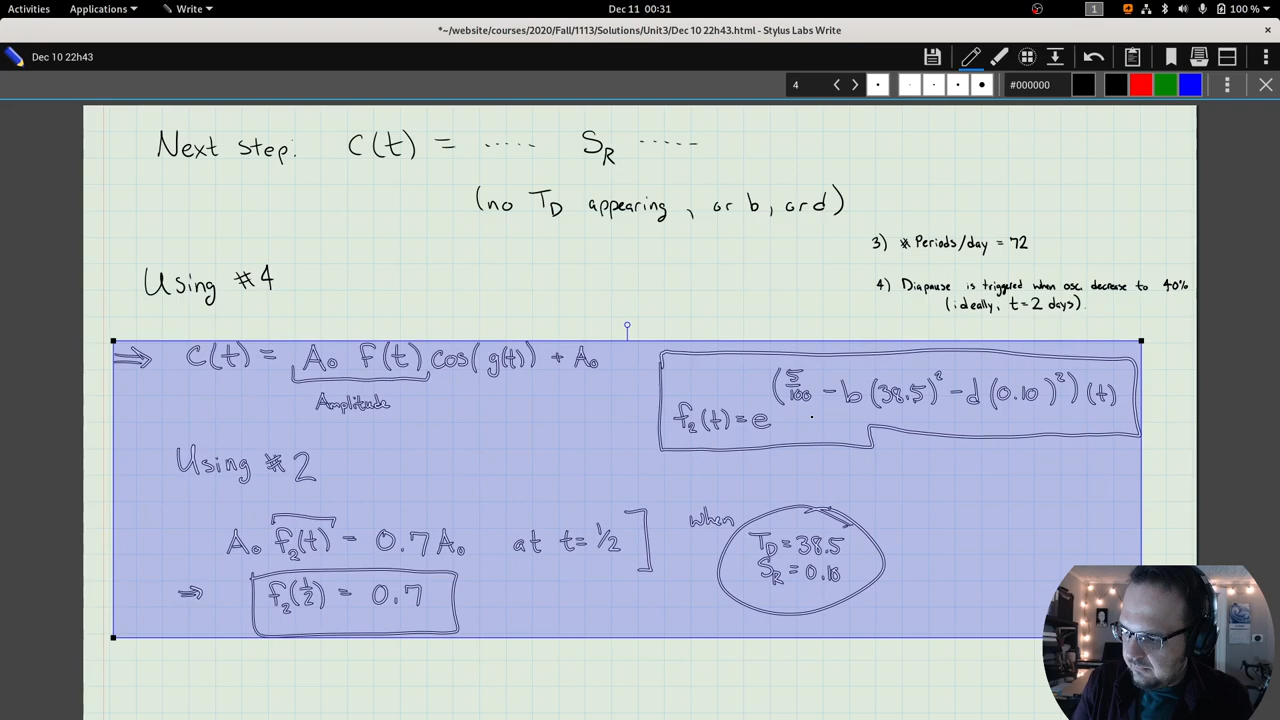 Activities Applications Write Dec 11 00:31 1 100 %
*~/website/courses/2020/Fall/1113/Solutions/Unit3/Dec 10 22h43.html - Stylus Labs Write
Dec 10 22h43
4 #000000
Next step: C(t) = ..... S_R .....
(no T_D appearing, or b, or d)
3) # Periods/day = 72
Using #4
4) Diapause is triggered when osc. decrease to 40%
(ideally, t=2 days).
⇒ C(t) = A₀ f(t) cos(g(t)) + A₀
Amplitude
f₂(t) = e^(5/100 - b(38.5)² - d(0.10)²)(t)
Using #2
A₀ f₂(t) = 0.7 A₀ at t = 1/2 ] when
T_D = 38.5
S_R = 0.10
⇒ f₂(1/2) = 0.7